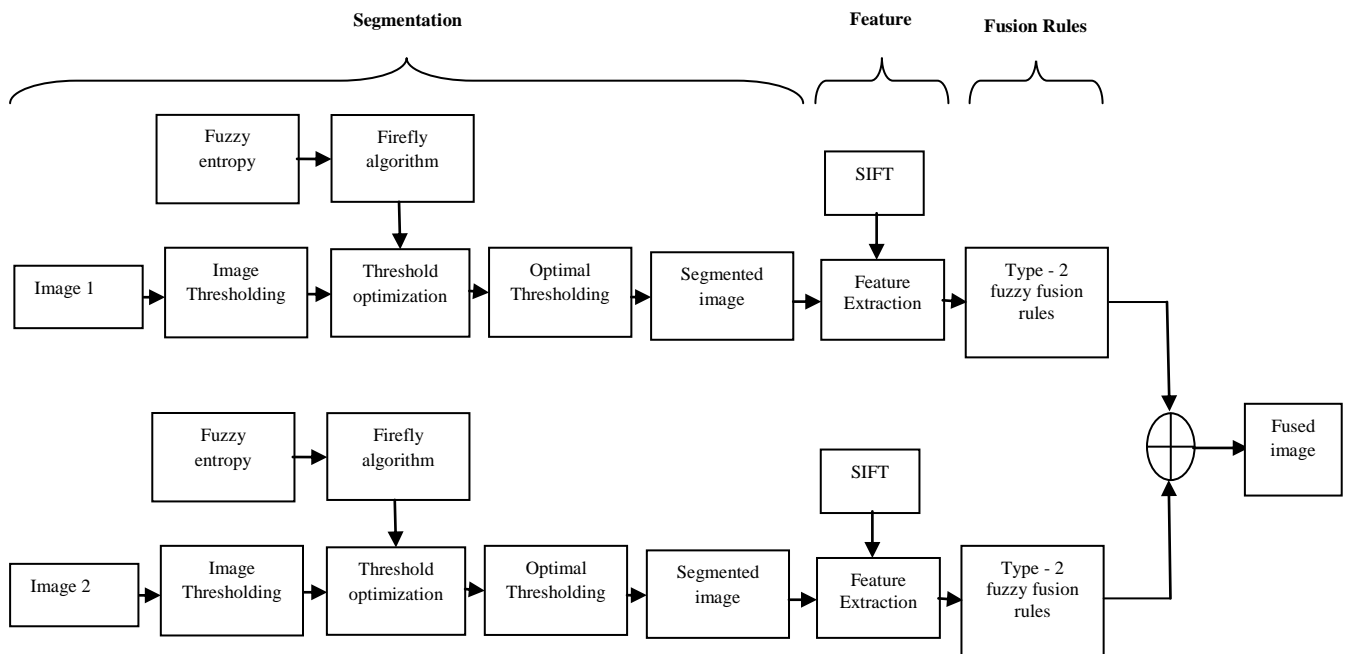 Segmentation
Feature
Fusion Rules
Fuzzy
entropy
Firefly
algorithm
SIFT
Image 1
Image
Thresholding
Threshold
optimization
Optimal
Thresholding
Segmented
image
Feature
Extraction
Type - 2
fuzzy fusion
rules
Fuzzy
entropy
Firefly
algorithm
SIFT
Fused
image
Image 2
Image
Thresholding
Threshold
optimization
Optimal
Thresholding
Segmented
image
Feature
Extraction
Type - 2
fuzzy fusion
rules